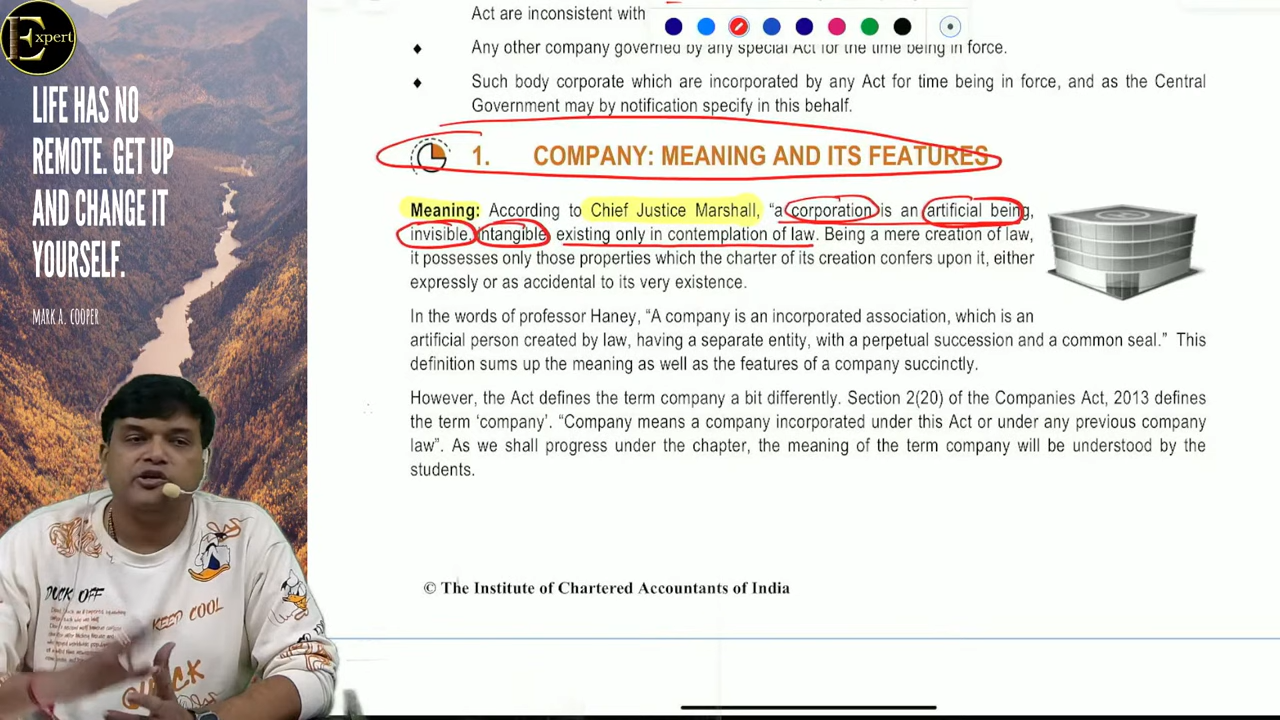 Expert
LIFE HAS NO
REMOTE. GET UP
AND CHANGE IT
YOURSELF.
MARK A. COOPER
Act are inconsistent with
♦ Any other company governed by any special Act for the time being in force.
♦ Such body corporate which are incorporated by any Act for time being in force, and as the Central
Government may by notification specify in this behalf.
1. COMPANY: MEANING AND ITS FEATURES
Meaning: According to Chief Justice Marshall, “a corporation is an artificial being,
invisible, intangible, existing only in contemplation of law. Being a mere creation of law,
it possesses only those properties which the charter of its creation confers upon it, either
expressly or as accidental to its very existence.
In the words of professor Haney, “A company is an incorporated association, which is an
artificial person created by law, having a separate entity, with a perpetual succession and a common seal.” This
definition sums up the meaning as well as the features of a company succinctly.
However, the Act defines the term company a bit differently. Section 2(20) of the Companies Act, 2013 defines
the term ‘company’. “Company means a company incorporated under this Act or under any previous company
law”. As we shall progress under the chapter, the meaning of the term company will be understood by the
students.
© The Institute of Chartered Accountants of India
DUCK OFF
KEEP COOL
QUACK